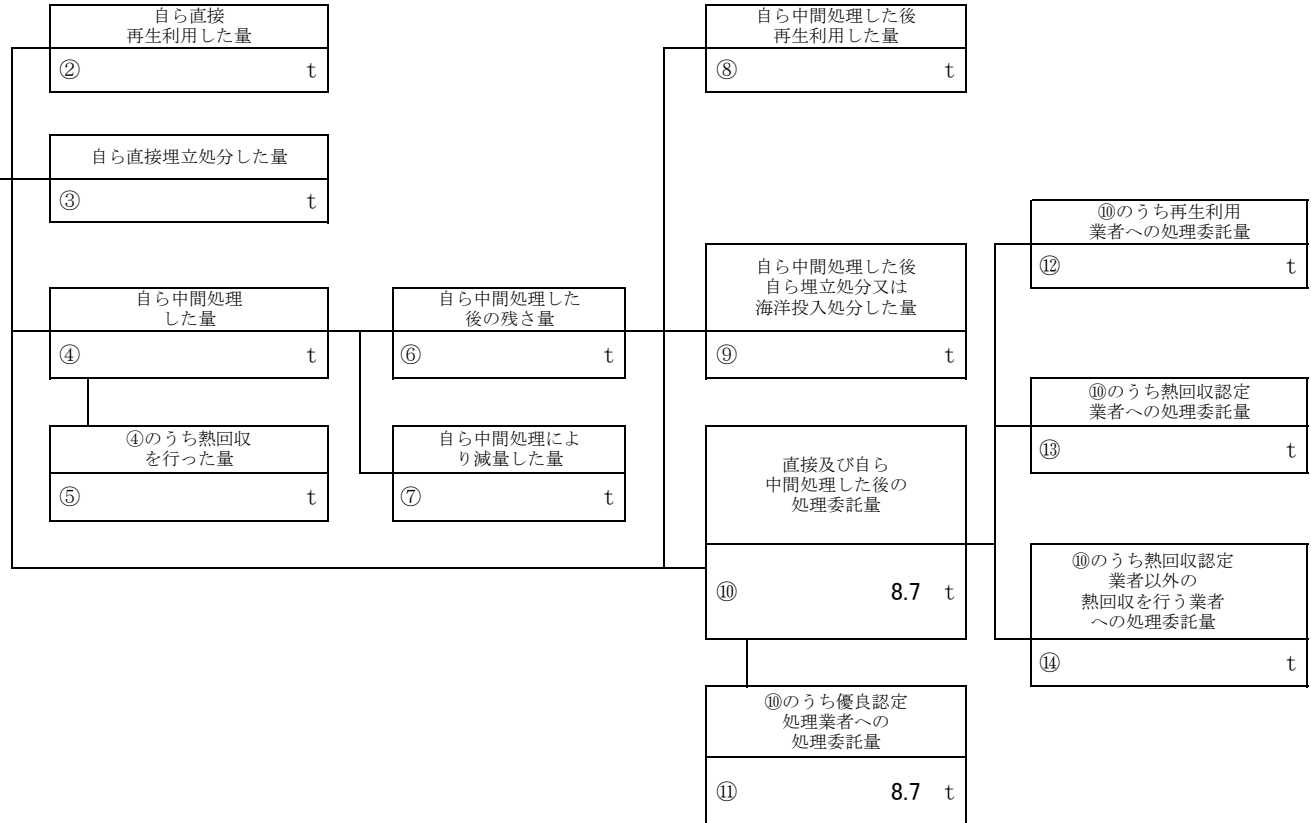 自ら直接
再生利用した量
② t
自ら中間処理した後
再生利用した量
⑧ t
自ら直接埋立処分した量
③ t
⑩のうち再生利用
業者への処理委託量
⑫ t
自ら中間処理
した量
④ t
自ら中間処理した
後の残さ量
⑥ t
自ら中間処理した後
自ら埋立処分又は
海洋投入処分した量
⑨ t
⑩のうち熱回収認定
業者への処理委託量
⑬ t
④のうち熱回収
を行った量
⑤ t
自ら中間処理によ
り減量した量
⑦ t
直接及び自ら
中間処理した後の
処理委託量
⑩ 8.7 t
⑩のうち熱回収認定
業者以外の
熱回収を行う業者
への処理委託量
⑭ t
⑩のうち優良認定
処理業者への
処理委託量
⑪ 8.7 t